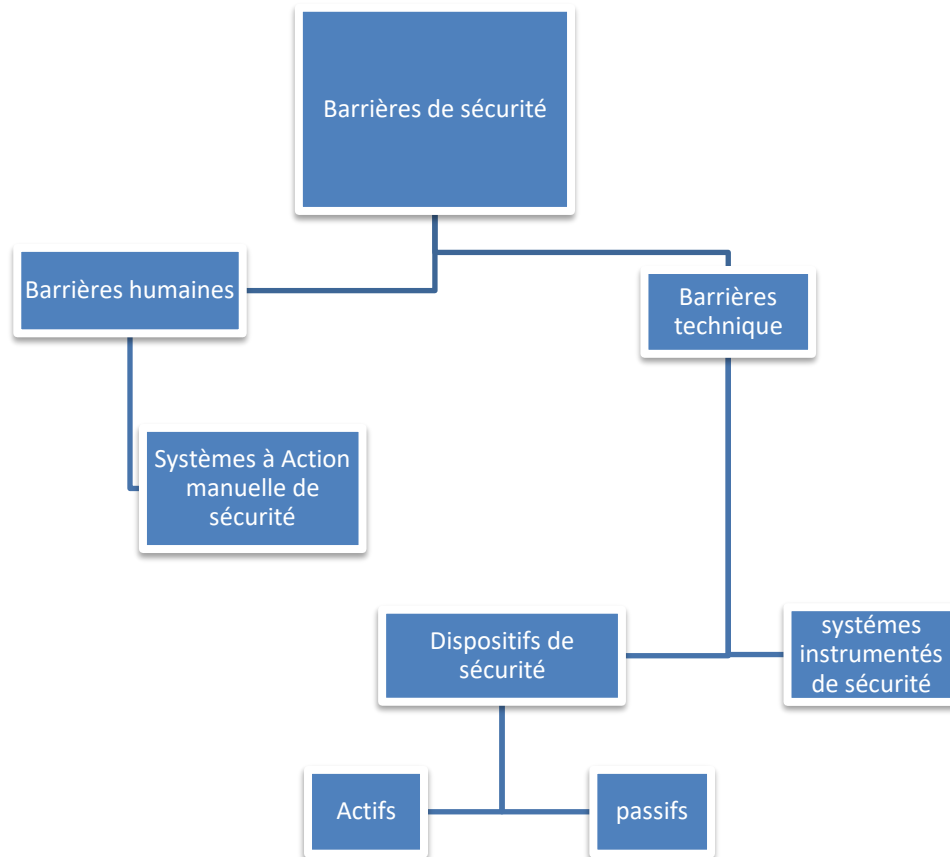 Barrières de sécurité
Barrières humaines
Barrières
technique
Systèmes à Action
manuelle de
sécurité
Dispositifs de
sécurité
systémes
instrumentés
de sécurité
Actifs
passifs